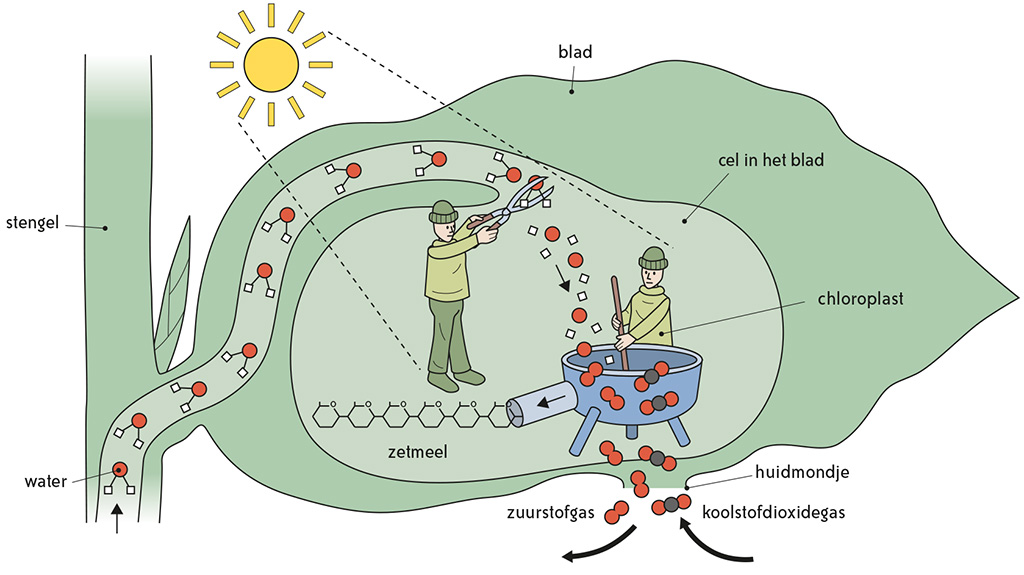 blad
cel in het blad
stengel
chloroplast
O O O O O O
zetmeel
water
huidmondje
zuurstofgas
koolstofdioxidegas